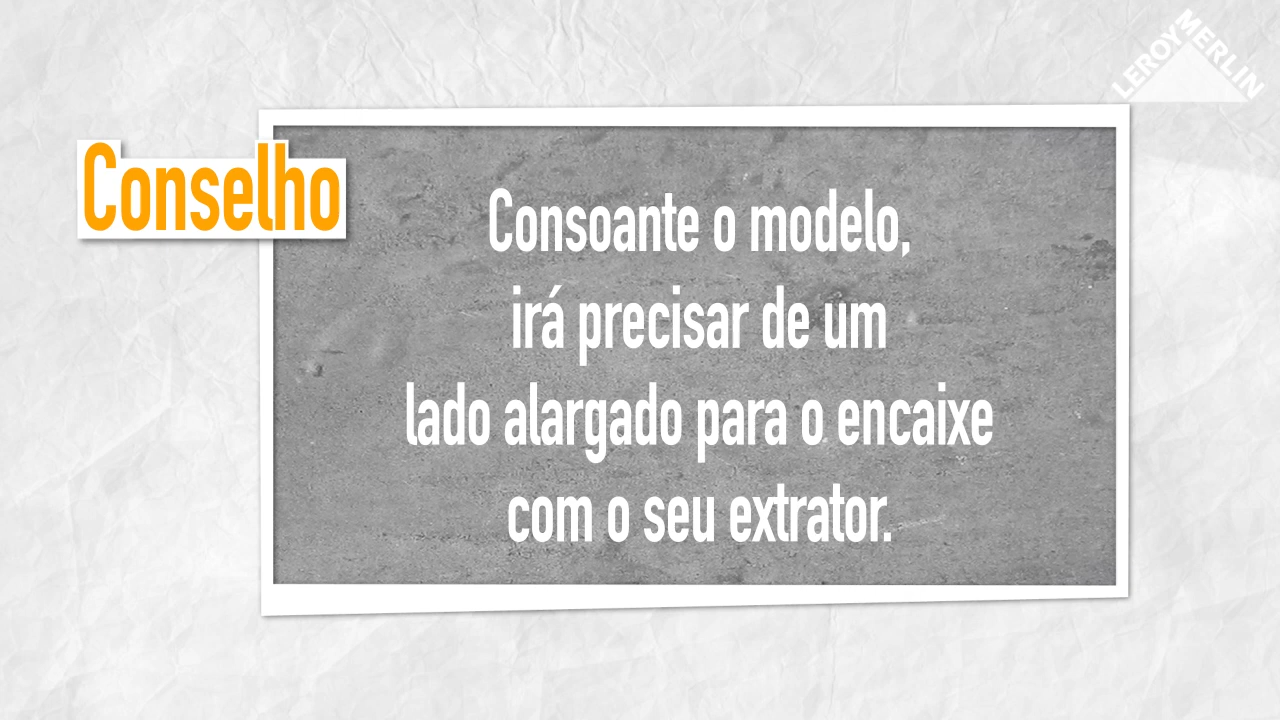 LEROY MERLIN
Conselho
Consoante o modelo,
irá precisar de um
lado alargado para o encaixe
com o seu extrator.